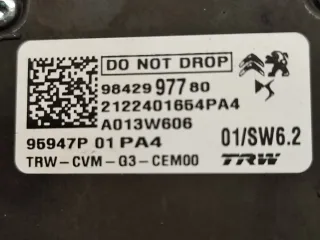 DO NOT DROP
98429 977 80
2122401654PA4
A013W606
95947P 01 PA4 01/SW6.2
TRW-CVM-G3-CEM00 TRW